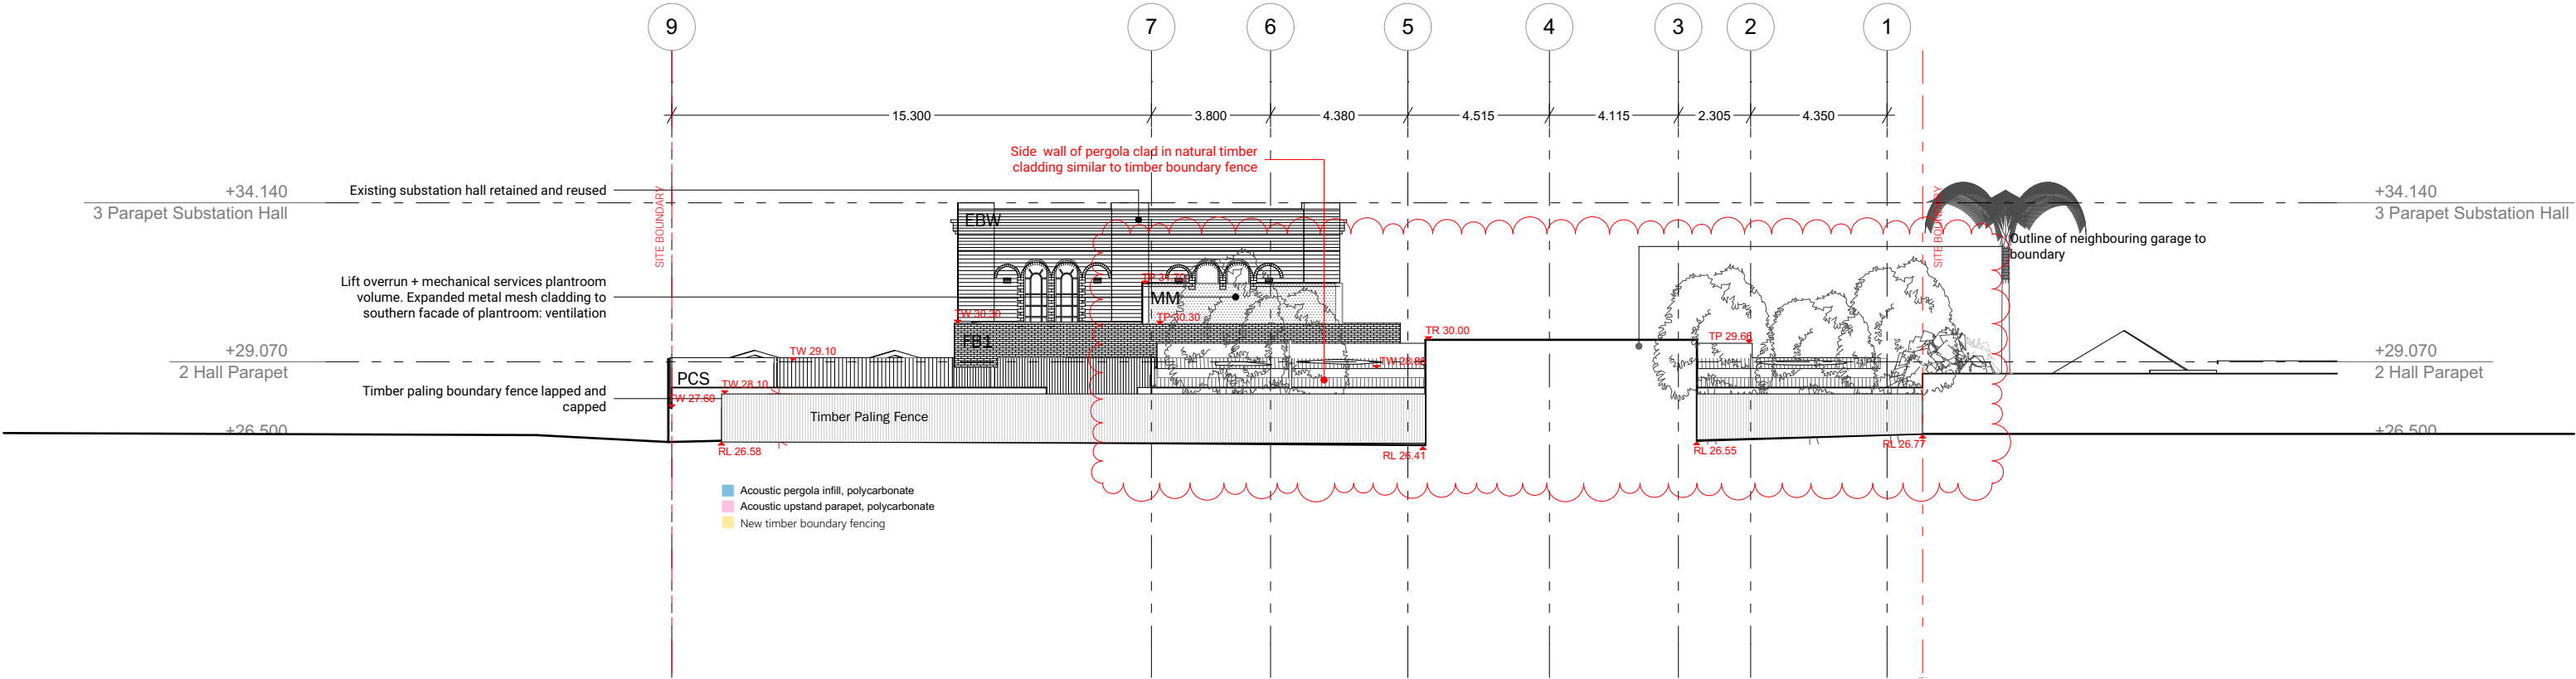 9 7 6 5 4 3 2 1
15.300 3.800 4.380 4.515 4.115 2.305 4.350
Side wall of pergola clad in natural timber
cladding similar to timber boundary fence
+34.140
3 Parapet Substation Hall
Existing substation hall retained and reused
SITE BOUNDARY
EBW
SITE BOUNDARY
+34.140
3 Parapet Substation Hall
Outline of neighbouring garage to
boundary
Lift overrun + mechanical services plantroom
volume. Expanded metal mesh cladding to
southern facade of plantroom: ventilation
MM
TW 30.30
TP 30.30
TR 30.00
FB1
TP 29.60
+29.070
2 Hall Parapet
TW 29.10
TW 28.88
+29.070
2 Hall Parapet
PCS
TW 28.10
TW 27.60
Timber paling boundary fence lapped and
capped
Timber Paling Fence
+26.500
+26.500
RL 26.58
RL 26.41
RL 26.55
RL 26.77
Acoustic pergola infill, polycarbonate
Acoustic upstand parapet, polycarbonate
New timber boundary fencing